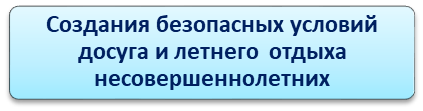 Создания безопасных условий
досуга и летнего отдыха
несовершеннолетних